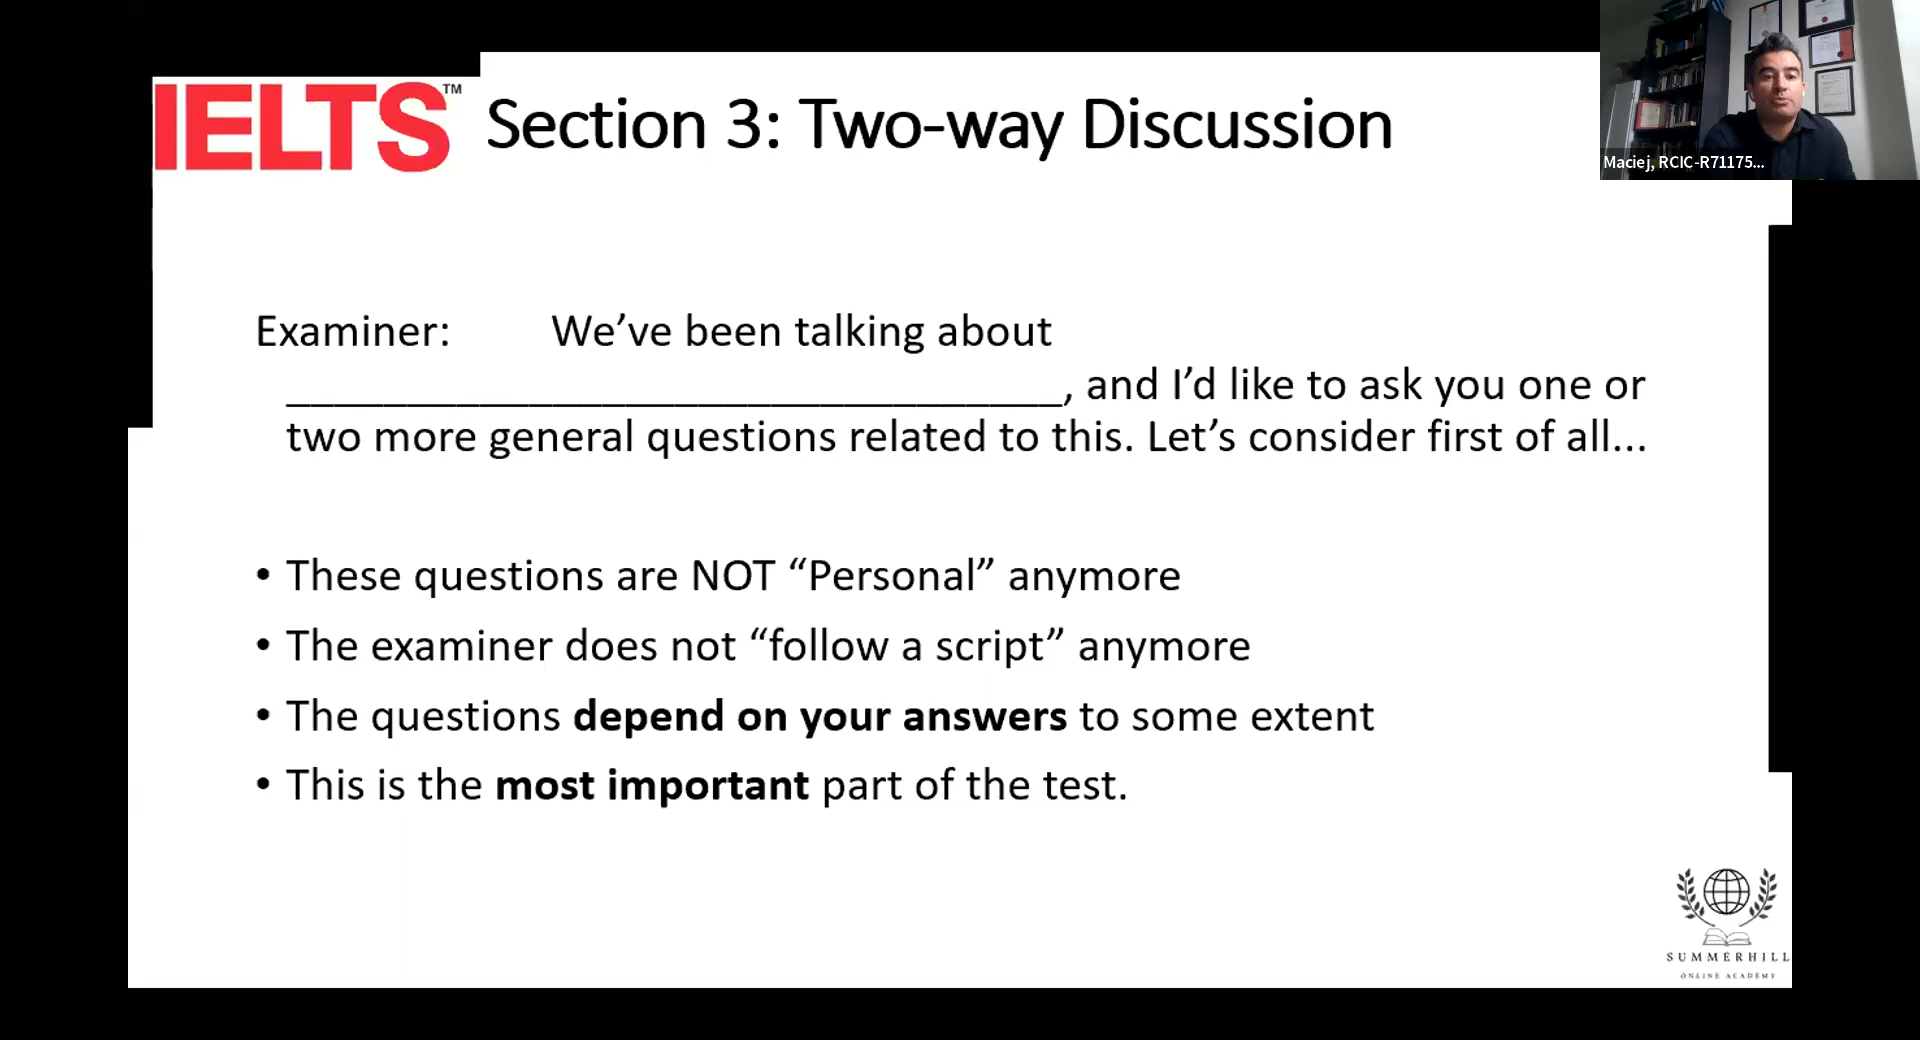 IELTS™ Section 3: Two-way Discussion
Maciej, RCIC-R71175...
Examiner: We’ve been talking about
________________________________, and I’d like to ask you one or
two more general questions related to this. Let’s consider first of all...
• These questions are NOT “Personal” anymore
• The examiner does not “follow a script” anymore
• The questions depend on your answers to some extent
• This is the most important part of the test.
SUMMERHILL
ONLINE ACADEMY